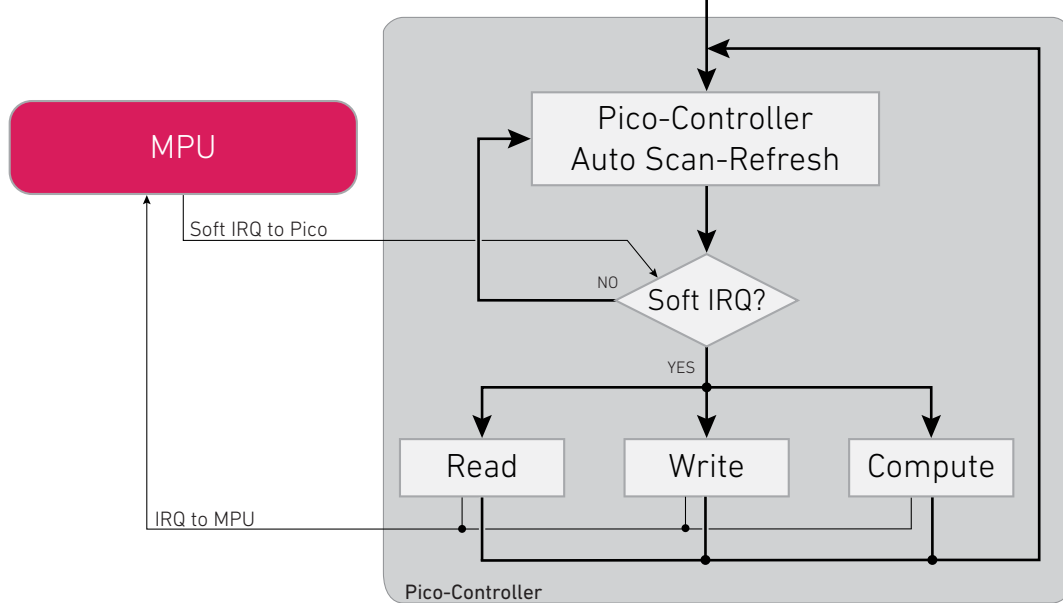 Pico-Controller
Auto Scan-Refresh
MPU
Soft IRQ to Pico
NO
Soft IRQ?
YES
Read
Write
Compute
IRQ to MPU
Pico-Controller